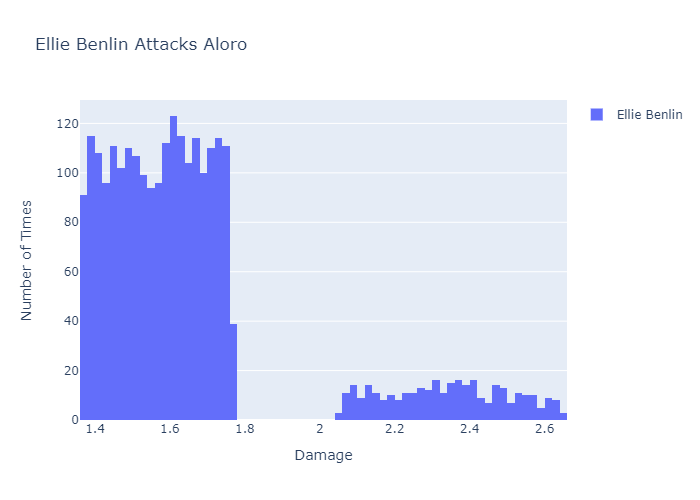 Ellie Benlin Attacks Aloro
Ellie Benlin
120
100
80
60
40
20
0
Number of Times
1.4 1.6 1.8 2 2.2 2.4 2.6
Damage